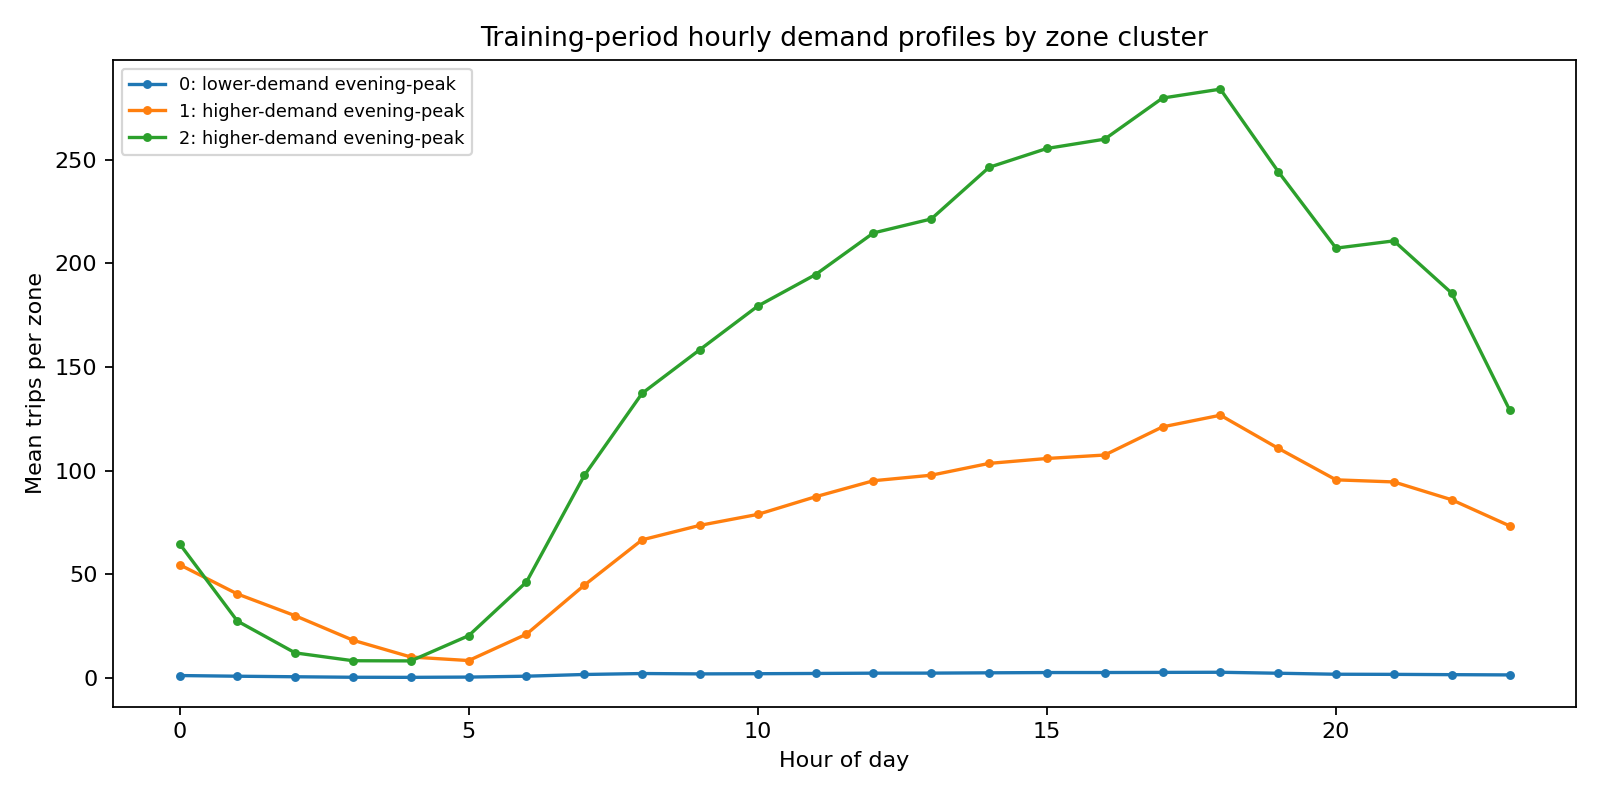 Training-period hourly demand profiles by zone cluster
0: lower-demand evening-peak
1: higher-demand evening-peak
2: higher-demand evening-peak
Mean trips per zone
250
200
150
100
50
0
0 5 10 15 20
Hour of day